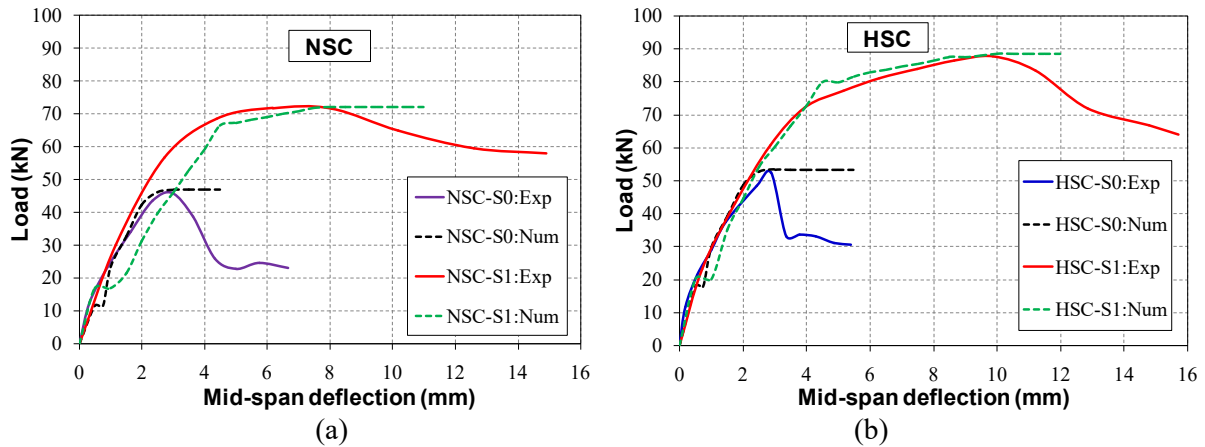 NSC
100
90
80
70
60
50
40
30
20
10
0
Load (kN)
0 2 4 6 8 10 12 14 16
Mid-span deflection (mm)
NSC-S0:Exp
NSC-S0:Num
NSC-S1:Exp
NSC-S1:Num
(a)
HSC
100
90
80
70
60
50
40
30
20
10
0
Load (kN)
0 2 4 6 8 10 12 14 16
Mid-span deflection (mm)
HSC-S0:Exp
HSC-S0:Num
HSC-S1:Exp
HSC-S1:Num
(b)